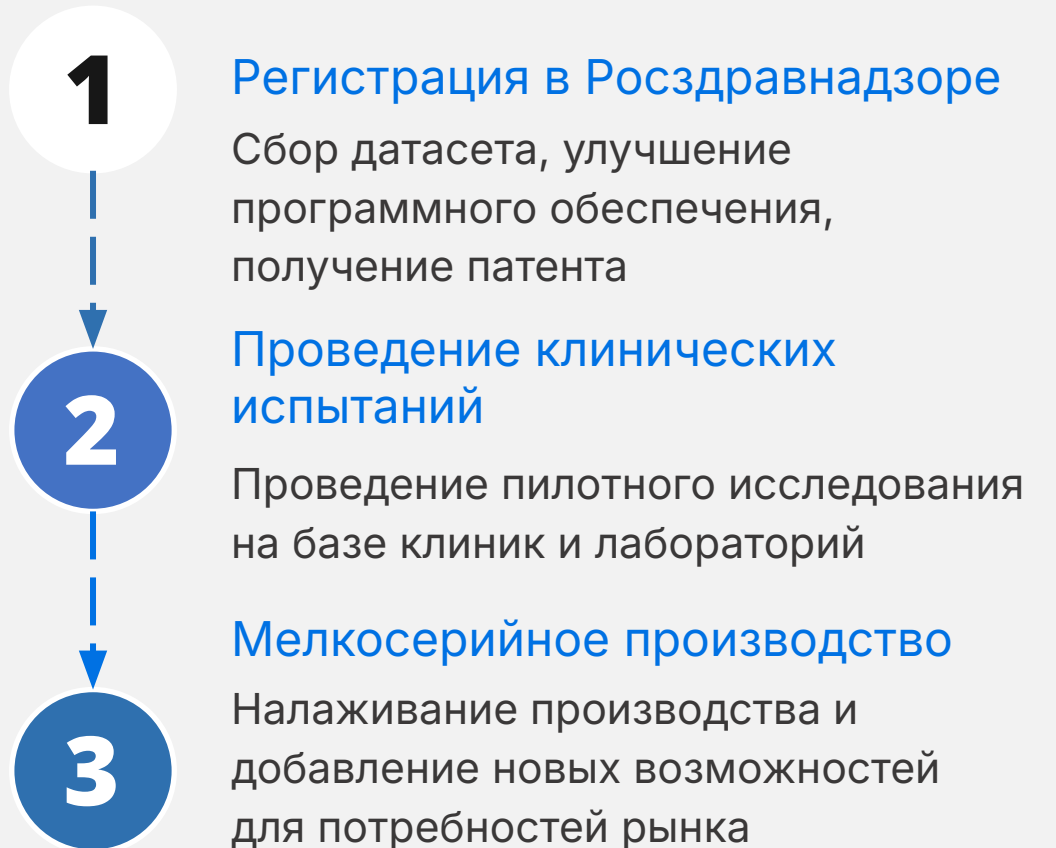 1
Регистрация в Росздравнадзоре
Сбор датасета, улучшение
программного обеспечения,
получение патента
2
Проведение клинических
испытаний
Проведение пилотного исследования
на базе клиник и лабораторий
3
Мелкосерийное производство
Налаживание производства и
добавление новых возможностей
для потребностей рынка